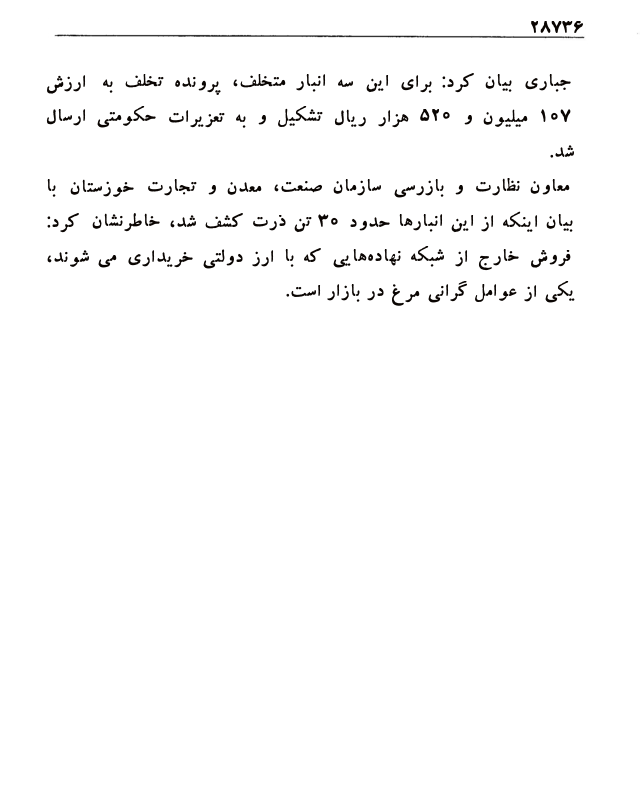 ۲۸۷۳۶
جباری بیان کرد: برای این سه انبار متخلف، پرونده تخلف به ارزش
۱۰۷ میلیون و ۵۲۰ هزار ریال تشکیل و به تعزیرات حکومتی ارسال
شد.
معاون نظارت و بازرسی سازمان صنعت، معدن و تجارت خوزستان با
بیان اینکه از این انبارها حدود ۳۰ تن ذرت کشف شد، خاطرنشان کرد:
فروش خارج از شبکه نهاده‌هایی که با ارز دولتی خریداری می شوند،
یکی از عوامل گرانی مرغ در بازار است.